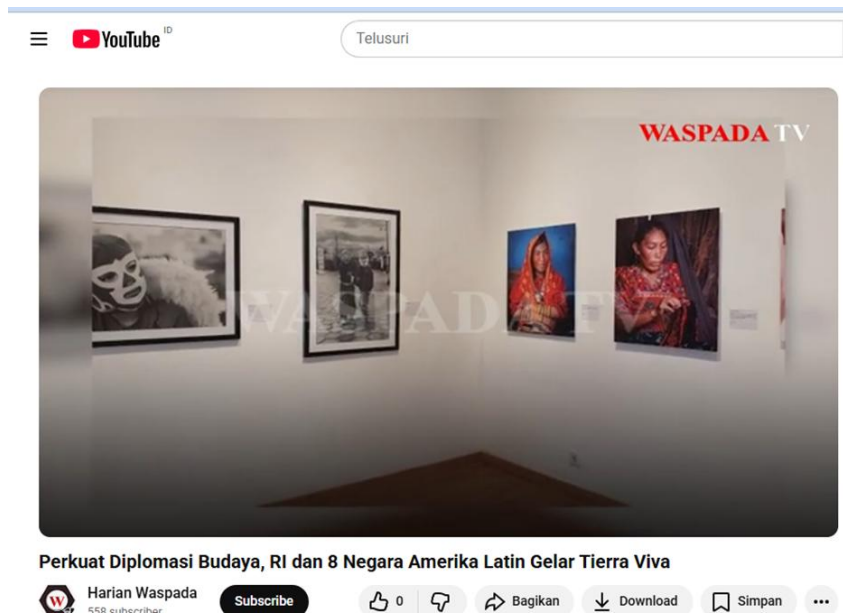 YouTube ID
Telusuri
WASPADA TV
WASPADA TV
Perkuat Diplomasi Budaya, RI dan 8 Negara Amerika Latin Gelar Tierra Viva
W
Harian Waspada
558 subscriber
Subscribe
0
Bagikan
Download
Simpan